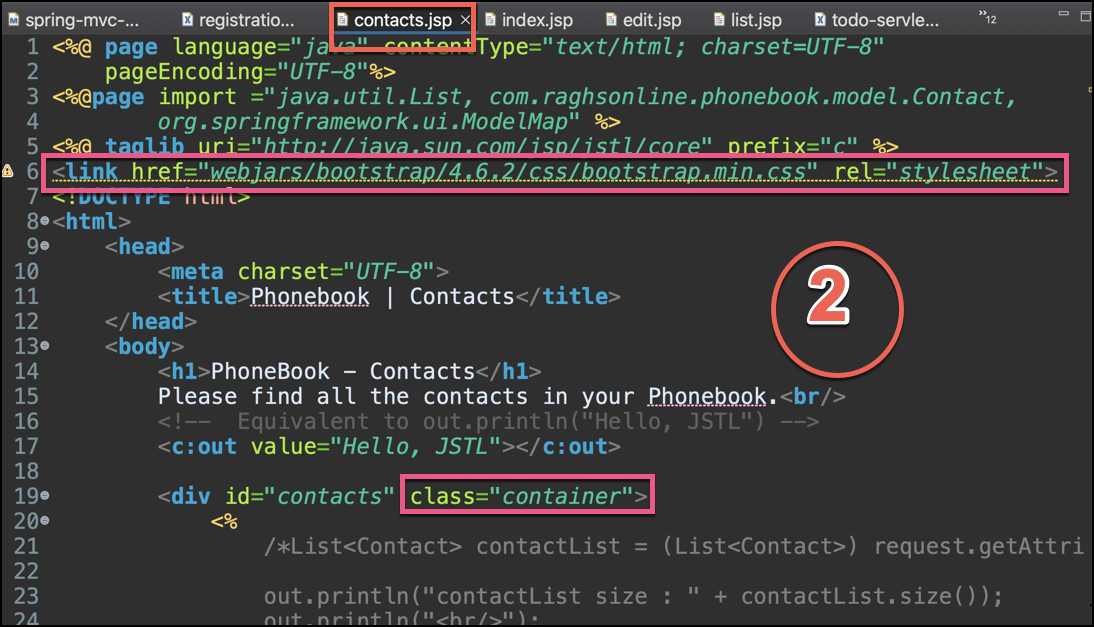 spring-mvc-... registratio... contacts.jsp index.jsp edit.jsp list.jsp todo-servle... 12
1 <%@ page language="java" contentType="text/html; charset=UTF-8"
2 pageEncoding="UTF-8"%>
3 <%@page import ="java.util.List, com.raghsonline.phonebook.model.Contact,
4 org.springframework.ui.ModelMap" %>
5 <%@ taglib uri="http://java.sun.com/jsp/jstl/core" prefix="c" %>
6 <link href="webjars/bootstrap/4.6.2/css/bootstrap.min.css" rel="stylesheet">
7 <!DOCTYPE html>
8 <html>
9 <head>
10 <meta charset="UTF-8">
11 <title>Phonebook | Contacts</title>
12 </head>
13 <body>
14 <h1>PhoneBook - Contacts</h1>
15 Please find all the contacts in your Phonebook.<br/>
16 <!-- Equivalent to out.println("Hello, JSTL") -->
17 <c:out value="Hello, JSTL"></c:out>
18
19 <div id="contacts" class="container">
20 <%
21 /*List<Contact> contactList = (List<Contact>) request.getAttri
22
23 out.println("contactList size : " + contactList.size());
24 out.println("<br/>");
2